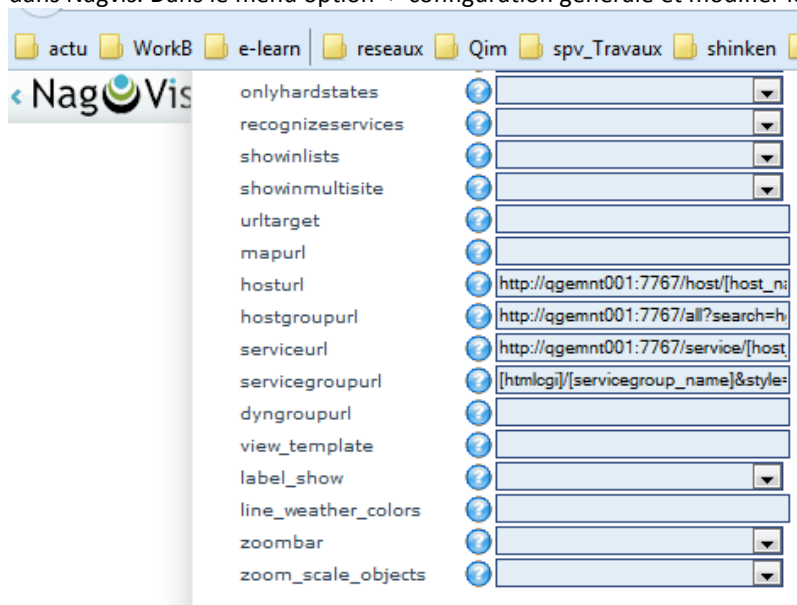 dans Nagvis. Dans le menu option → configuration générale et modifier
actu WorkB e-learn reseaux Qim spv_Travaux shinken
‹ NagVis
onlyhardstates
recognizeservices
showinlists
showinmultisite
urltarget
mapurl
hosturl http://qgemnt001:7767/host/[host_na
hostgroupurl http://qgemnt001:7767/all?search=h
serviceurl http://qgemnt001:7767/service/[host_
servicegroupurl [htmlcgi]/[servicegroup_name]&style=
dyngroupurl
view_template
label_show
line_weather_colors
zoombar
zoom_scale_objects